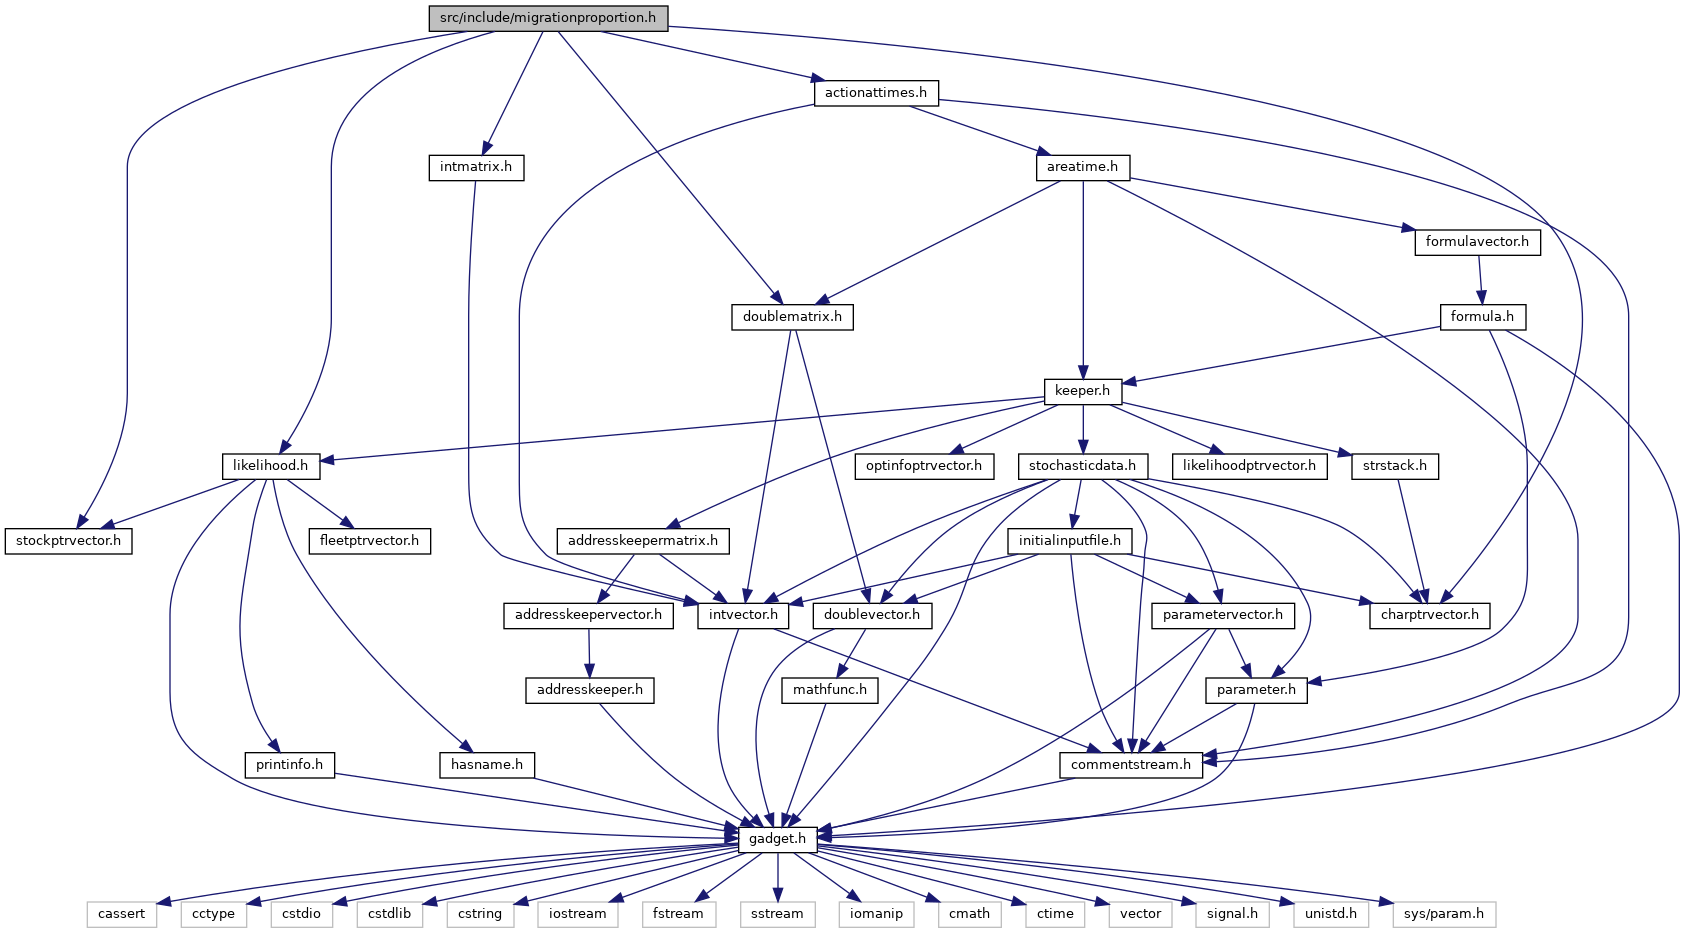 src/include/migrationproportion.h
actionattimes.h
intmatrix.h
areatime.h
formulavector.h
doublematrix.h
formula.h
keeper.h
likelihood.h
optinfoptrvector.h
stochasticdata.h
likelihoodptrvector.h
strstack.h
stockptrvector.h
fleetptrvector.h
addresskeepermatrix.h
initialinputfile.h
addresskeepervector.h
intvector.h
doublevector.h
parametervector.h
charptrvector.h
addresskeeper.h
mathfunc.h
parameter.h
printinfo.h
hasname.h
commentstream.h
gadget.h
cassert
cctype
cstdio
cstdlib
cstring
iostream
fstream
sstream
iomanip
cmath
ctime
vector
signal.h
unistd.h
sys/param.h